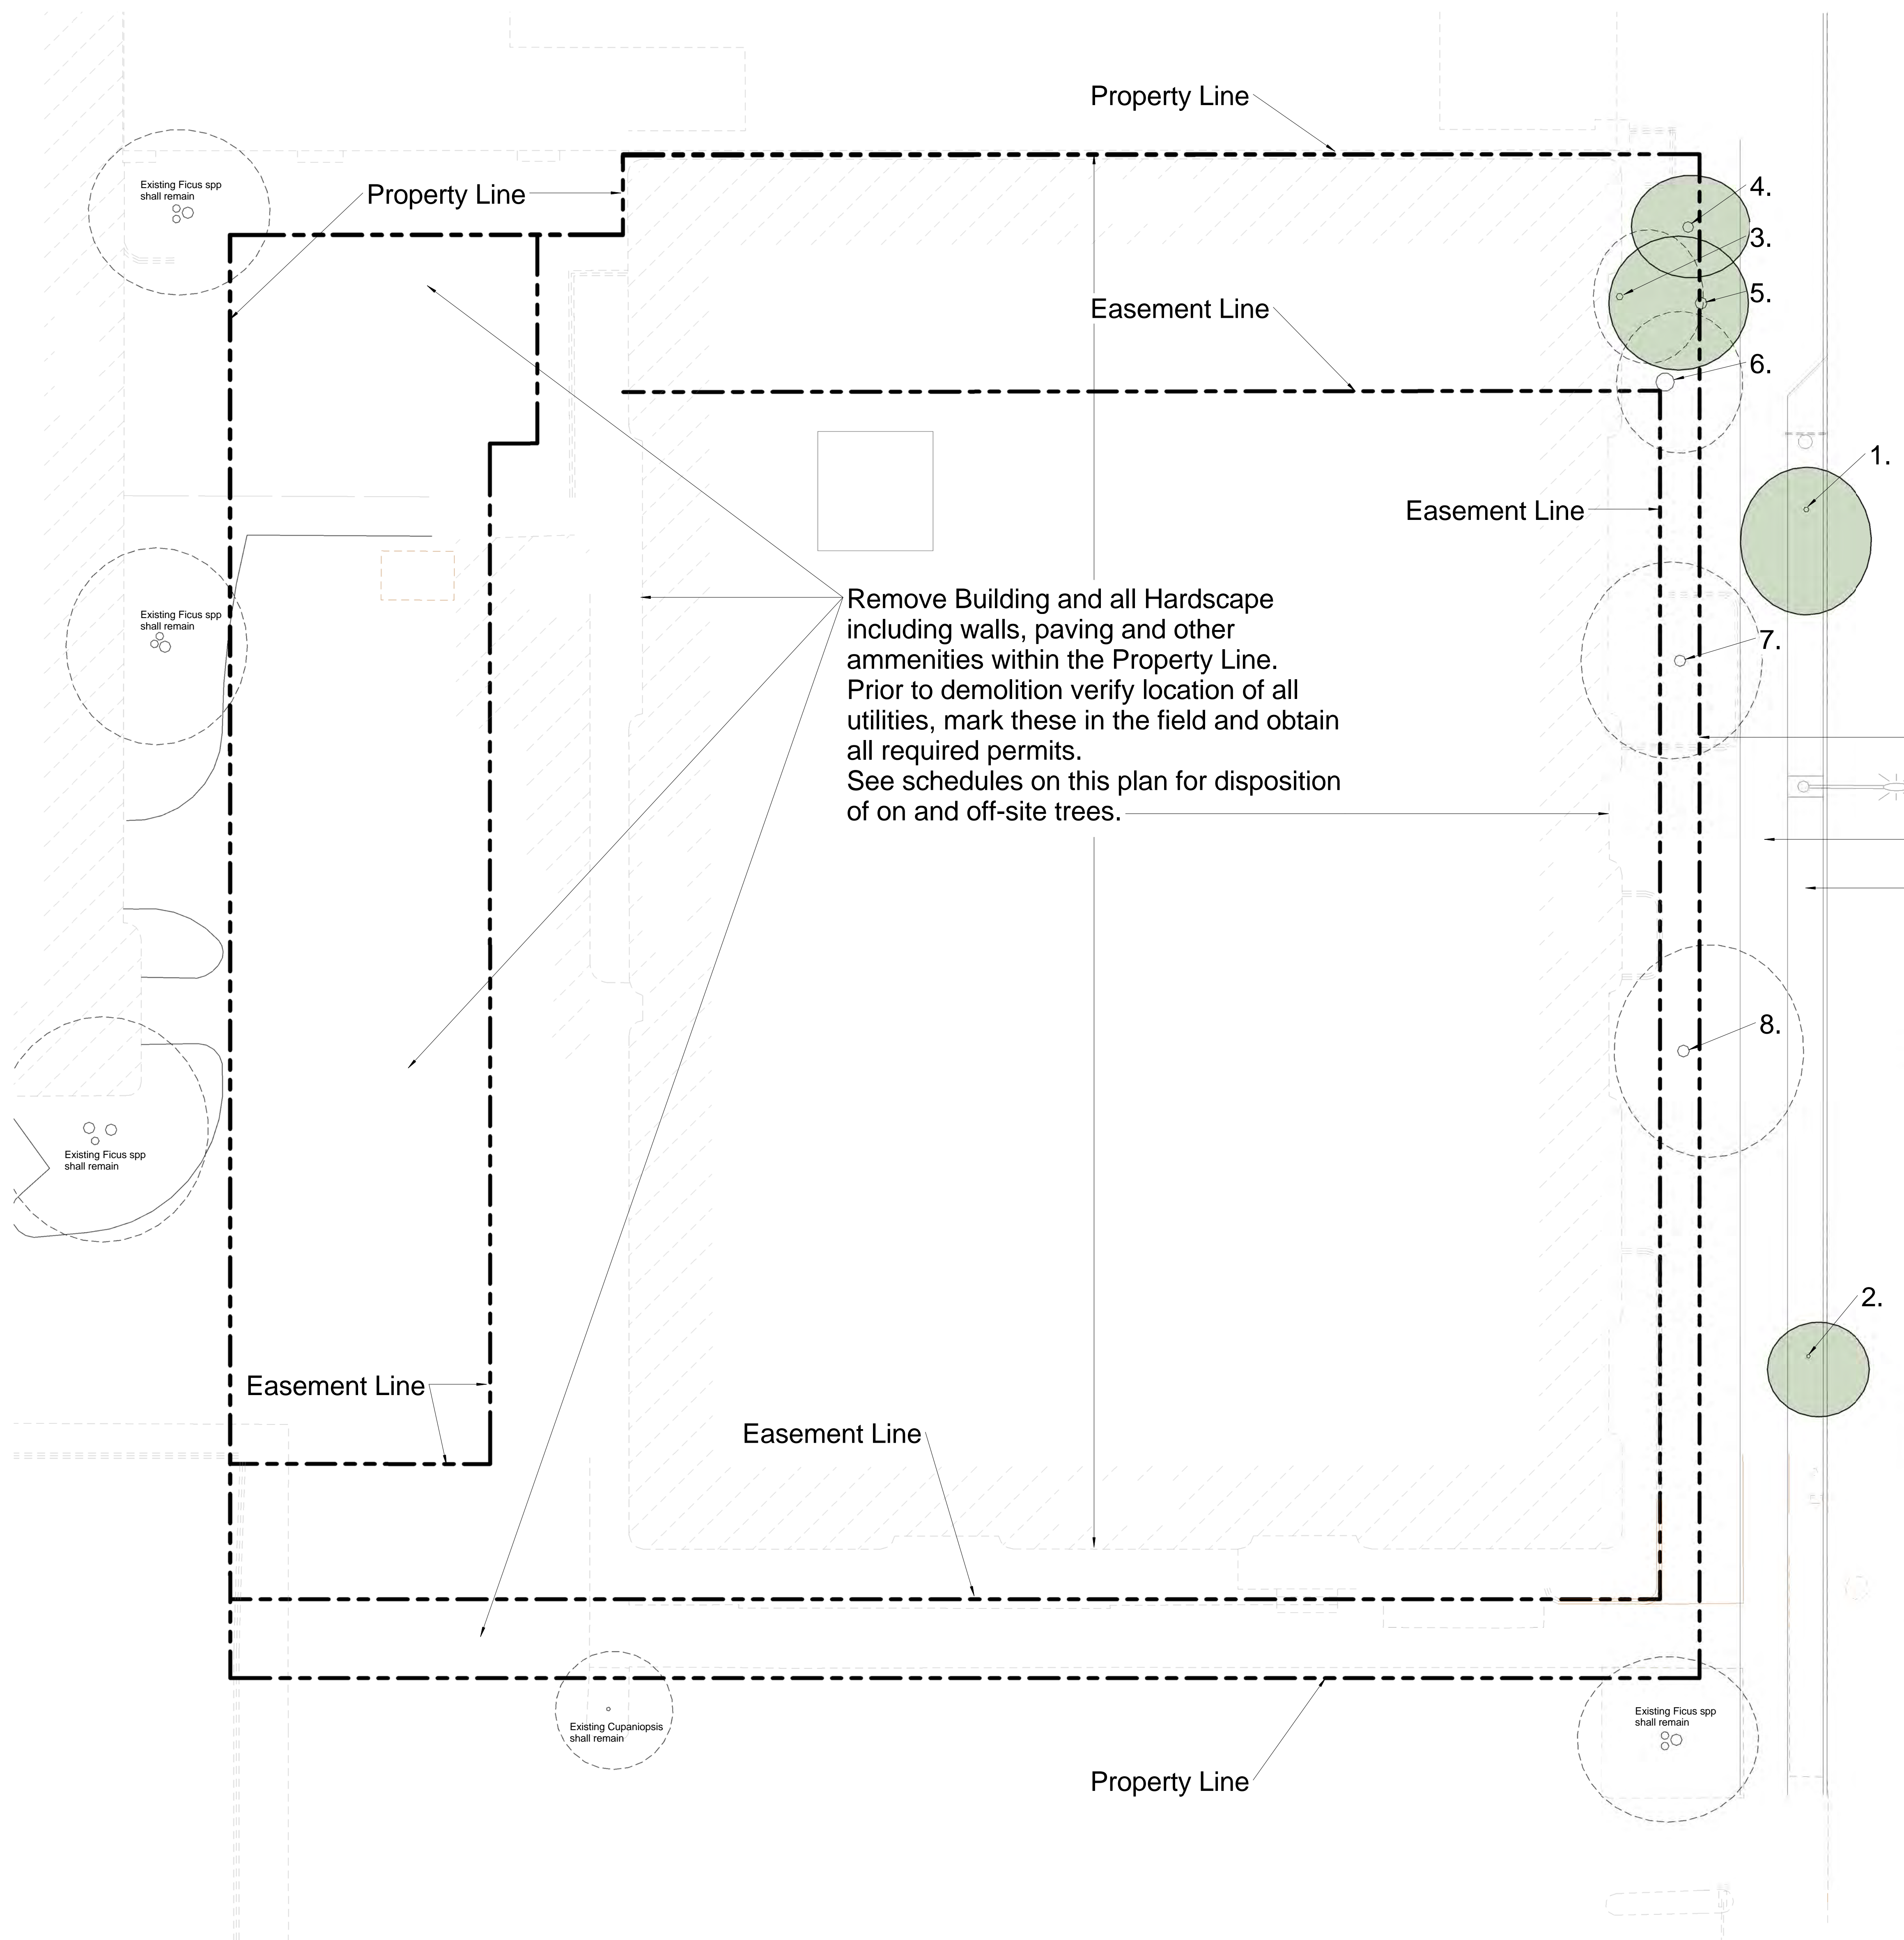 Property Line
Existing Ficus spp
shall remain
Property Line
4.
3.
5.
Easement Line
6.
1.
Easement Line
Remove Building and all Hardscape
including walls, paving and other
ammenities within the Property Line.
Prior to demolition verify location of all
utilities, mark these in the field and obtain
all required permits.
See schedules on this plan for disposition
of on and off-site trees.
Existing Ficus spp
shall remain
7.
8.
Existing Ficus spp
shall remain
2.
Easement Line
Easement Line
Existing Cupaniopsis
shall remain
Existing Ficus spp
shall remain
Property Line